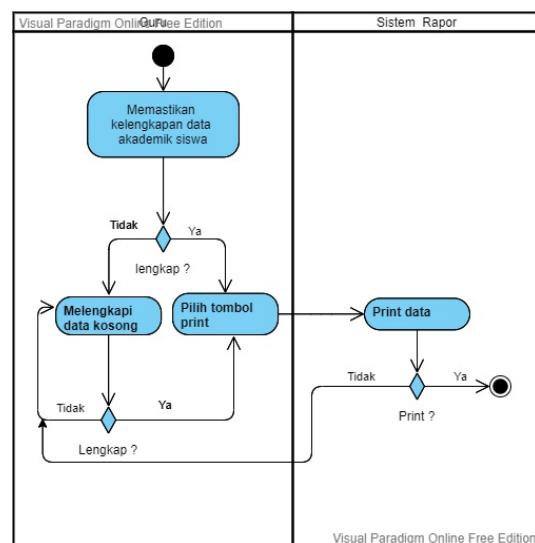 Visual Paradigm Online Free Edition
Guru
Sistem Rapor
Memastikan
kelengkapan data
akademik siswa
Tidak
Ya
lengkap ?
Melengkapi
data kosong
Pilih tombol
print
Print data
Tidak
Ya
Print ?
Tidak
Ya
Lengkap ?
Visual Paradigm Online Free Edition